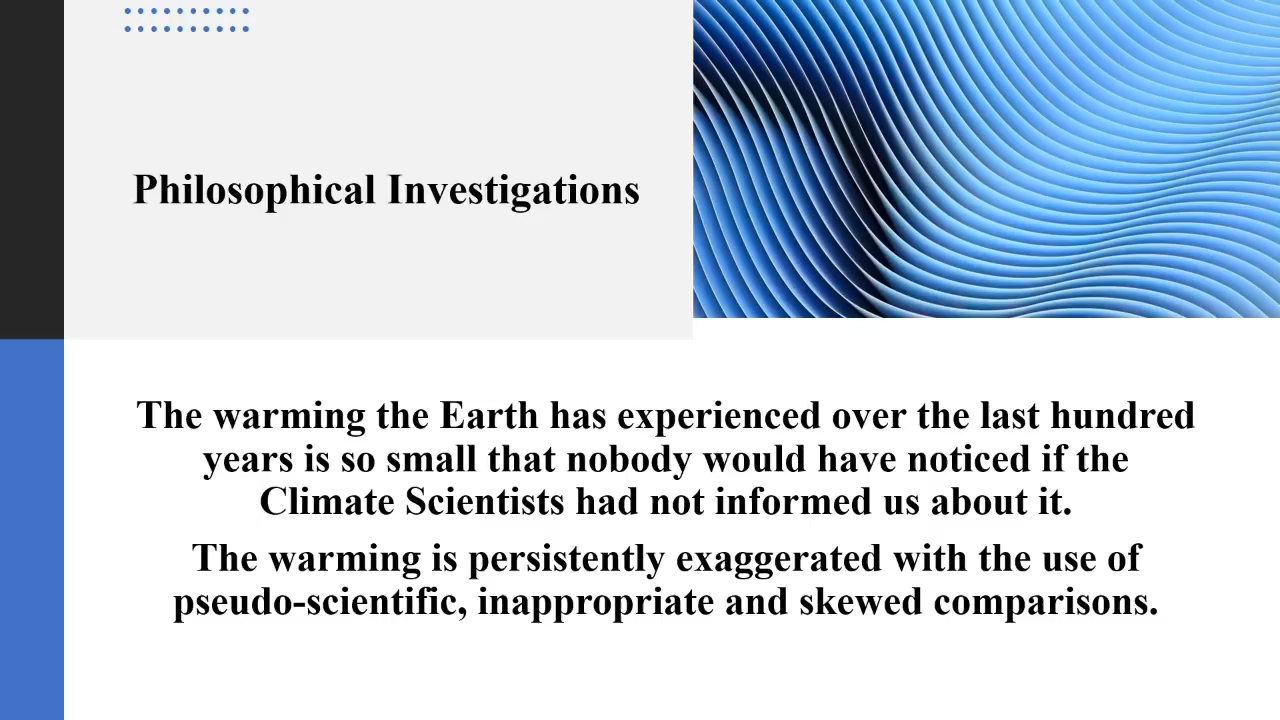 Philosophical Investigations
The warming the Earth has experienced over the last hundred
years is so small that nobody would have noticed if the
Climate Scientists had not informed us about it.
The warming is persistently exaggerated with the use of
pseudo-scientific, inappropriate and skewed comparisons.